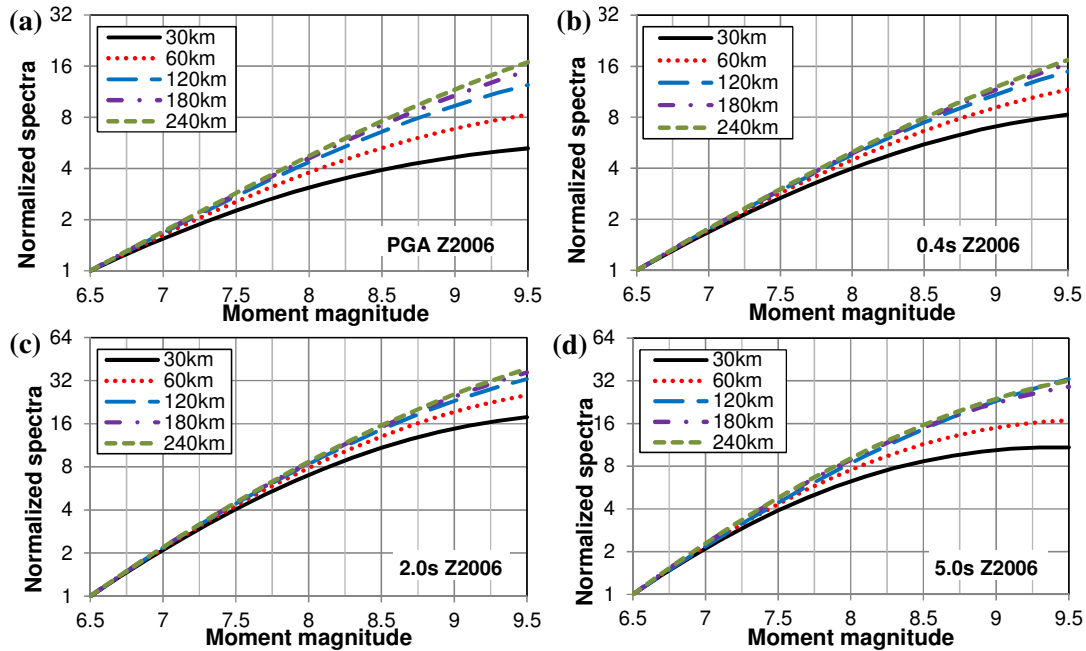 (a)
Normalized spectra
32
16
8
4
2
1
30km
60km
120km
180km
240km
PGA Z2006
6.5 7 7.5 8 8.5 9 9.5
Moment magnitude
(b)
Normalized spectra
32
16
8
4
2
1
30km
60km
120km
180km
240km
0.4s Z2006
6.5 7 7.5 8 8.5 9 9.5
Moment magnitude
(c)
Normalized spectra
64
32
16
8
4
2
1
30km
60km
120km
180km
240km
2.0s Z2006
6.5 7 7.5 8 8.5 9 9.5
Moment magnitude
(d)
Normalized spectra
64
32
16
8
4
2
1
30km
60km
120km
180km
240km
5.0s Z2006
6.5 7 7.5 8 8.5 9 9.5
Moment magnitude